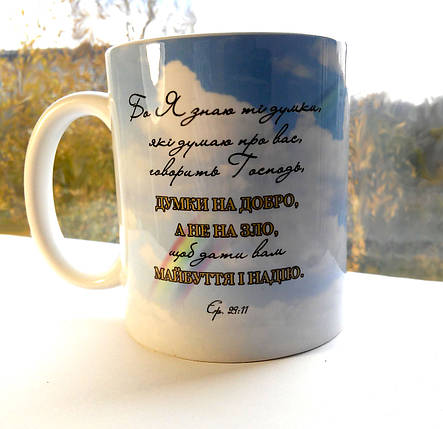 Бо Я знаю ті думки,
які думаю про вас,
говорить Господь,
ДУМКИ НА ДОБРО,
А НЕ НА ЗЛО,
щоб дати вам
МАЙБУТТЯ І НАДІЮ.
Єр. 29:11